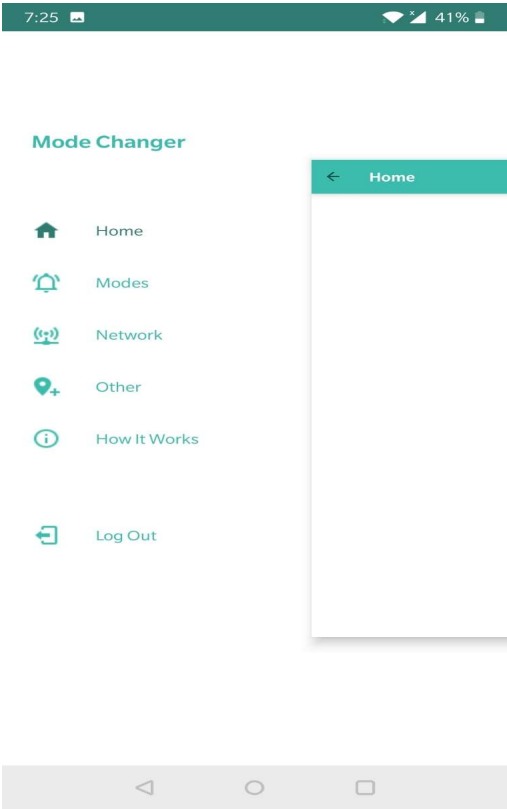 7:25
41%
Mode Changer
Home
Home
Modes
Network
Other
How It Works
Log Out